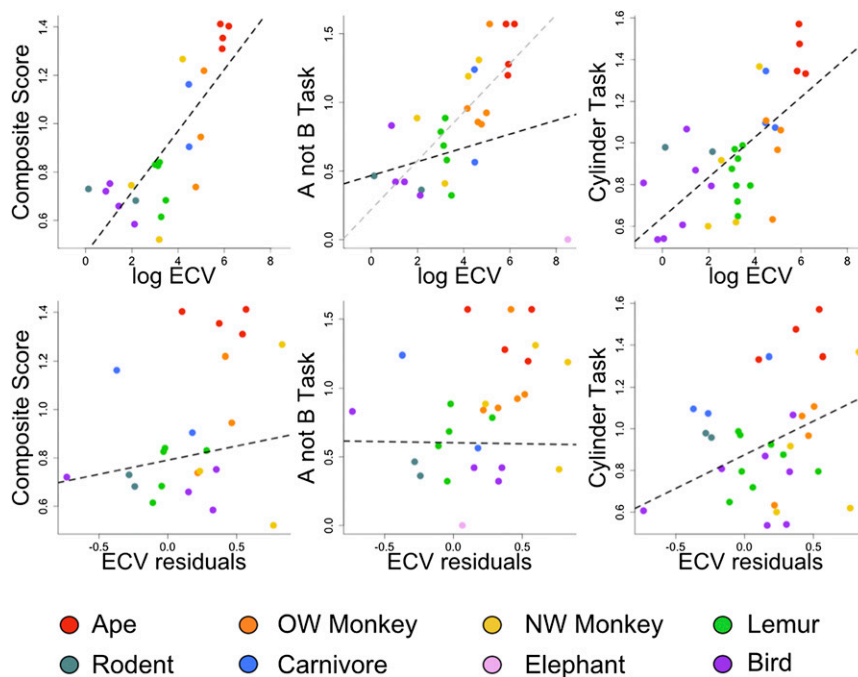 Composite Score
0.6 0.8 1.0 1.2 1.4
0 2 4 6 8
log ECV
A not B Task
0.0 0.5 1.0 1.5
0 2 4 6 8
log ECV
Cylinder Task
0.6 0.8 1.0 1.2 1.4 1.6
0 2 4 6 8
log ECV
Composite Score
0.6 0.8 1.0 1.2 1.4
-0.5 0.0 0.5
ECV residuals
A not B Task
0.0 0.5 1.0 1.5
-0.5 0.0 0.5
ECV residuals
Cylinder Task
0.6 0.8 1.0 1.2 1.4 1.6
-0.5 0.0 0.5
ECV residuals
Ape OW Monkey NW Monkey Lemur
Rodent Carnivore Elephant Bird